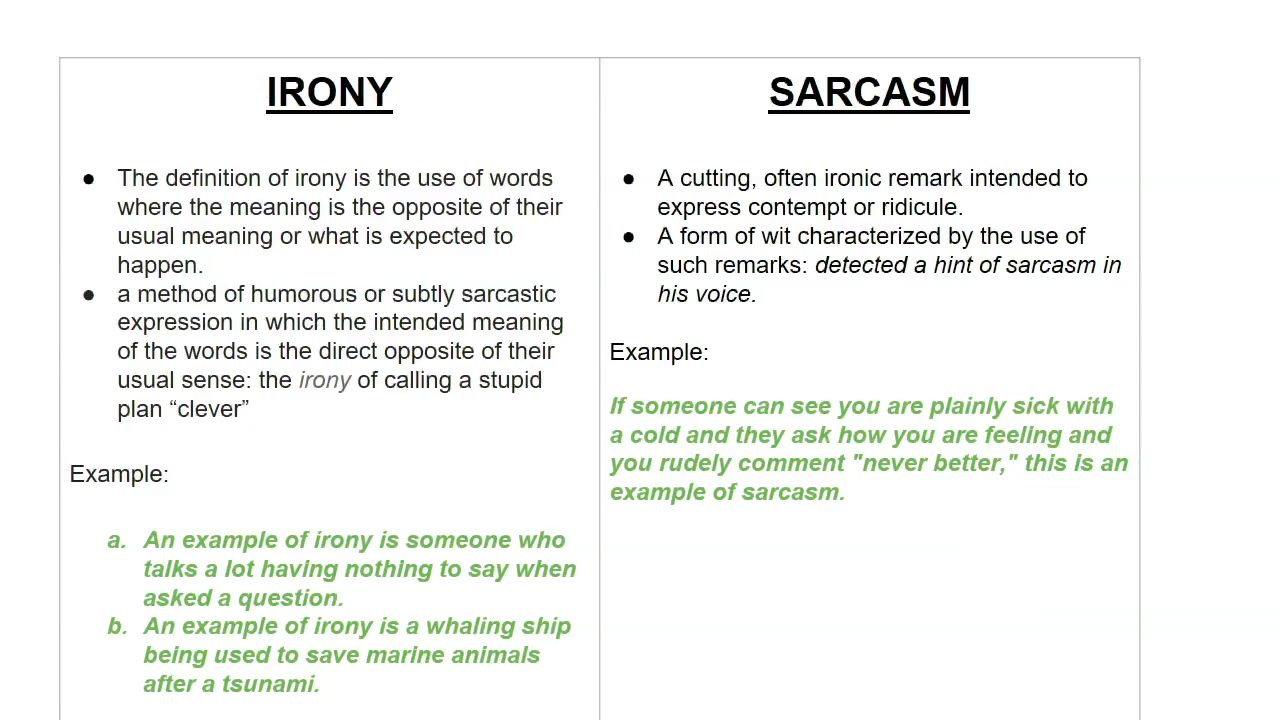 IRONY
● The definition of irony is the use of words
where the meaning is the opposite of their
usual meaning or what is expected to
happen.
● a method of humorous or subtly sarcastic
expression in which the intended meaning
of the words is the direct opposite of their
usual sense: the irony of calling a stupid
plan “clever”
Example:
a. An example of irony is someone who
talks a lot having nothing to say when
asked a question.
b. An example of irony is a whaling ship
being used to save marine animals
after a tsunami.
SARCASM
● A cutting, often ironic remark intended to
express contempt or ridicule.
● A form of wit characterized by the use of
such remarks: detected a hint of sarcasm in
his voice.
Example:
If someone can see you are plainly sick with
a cold and they ask how you are feeling and
you rudely comment "never better," this is an
example of sarcasm.